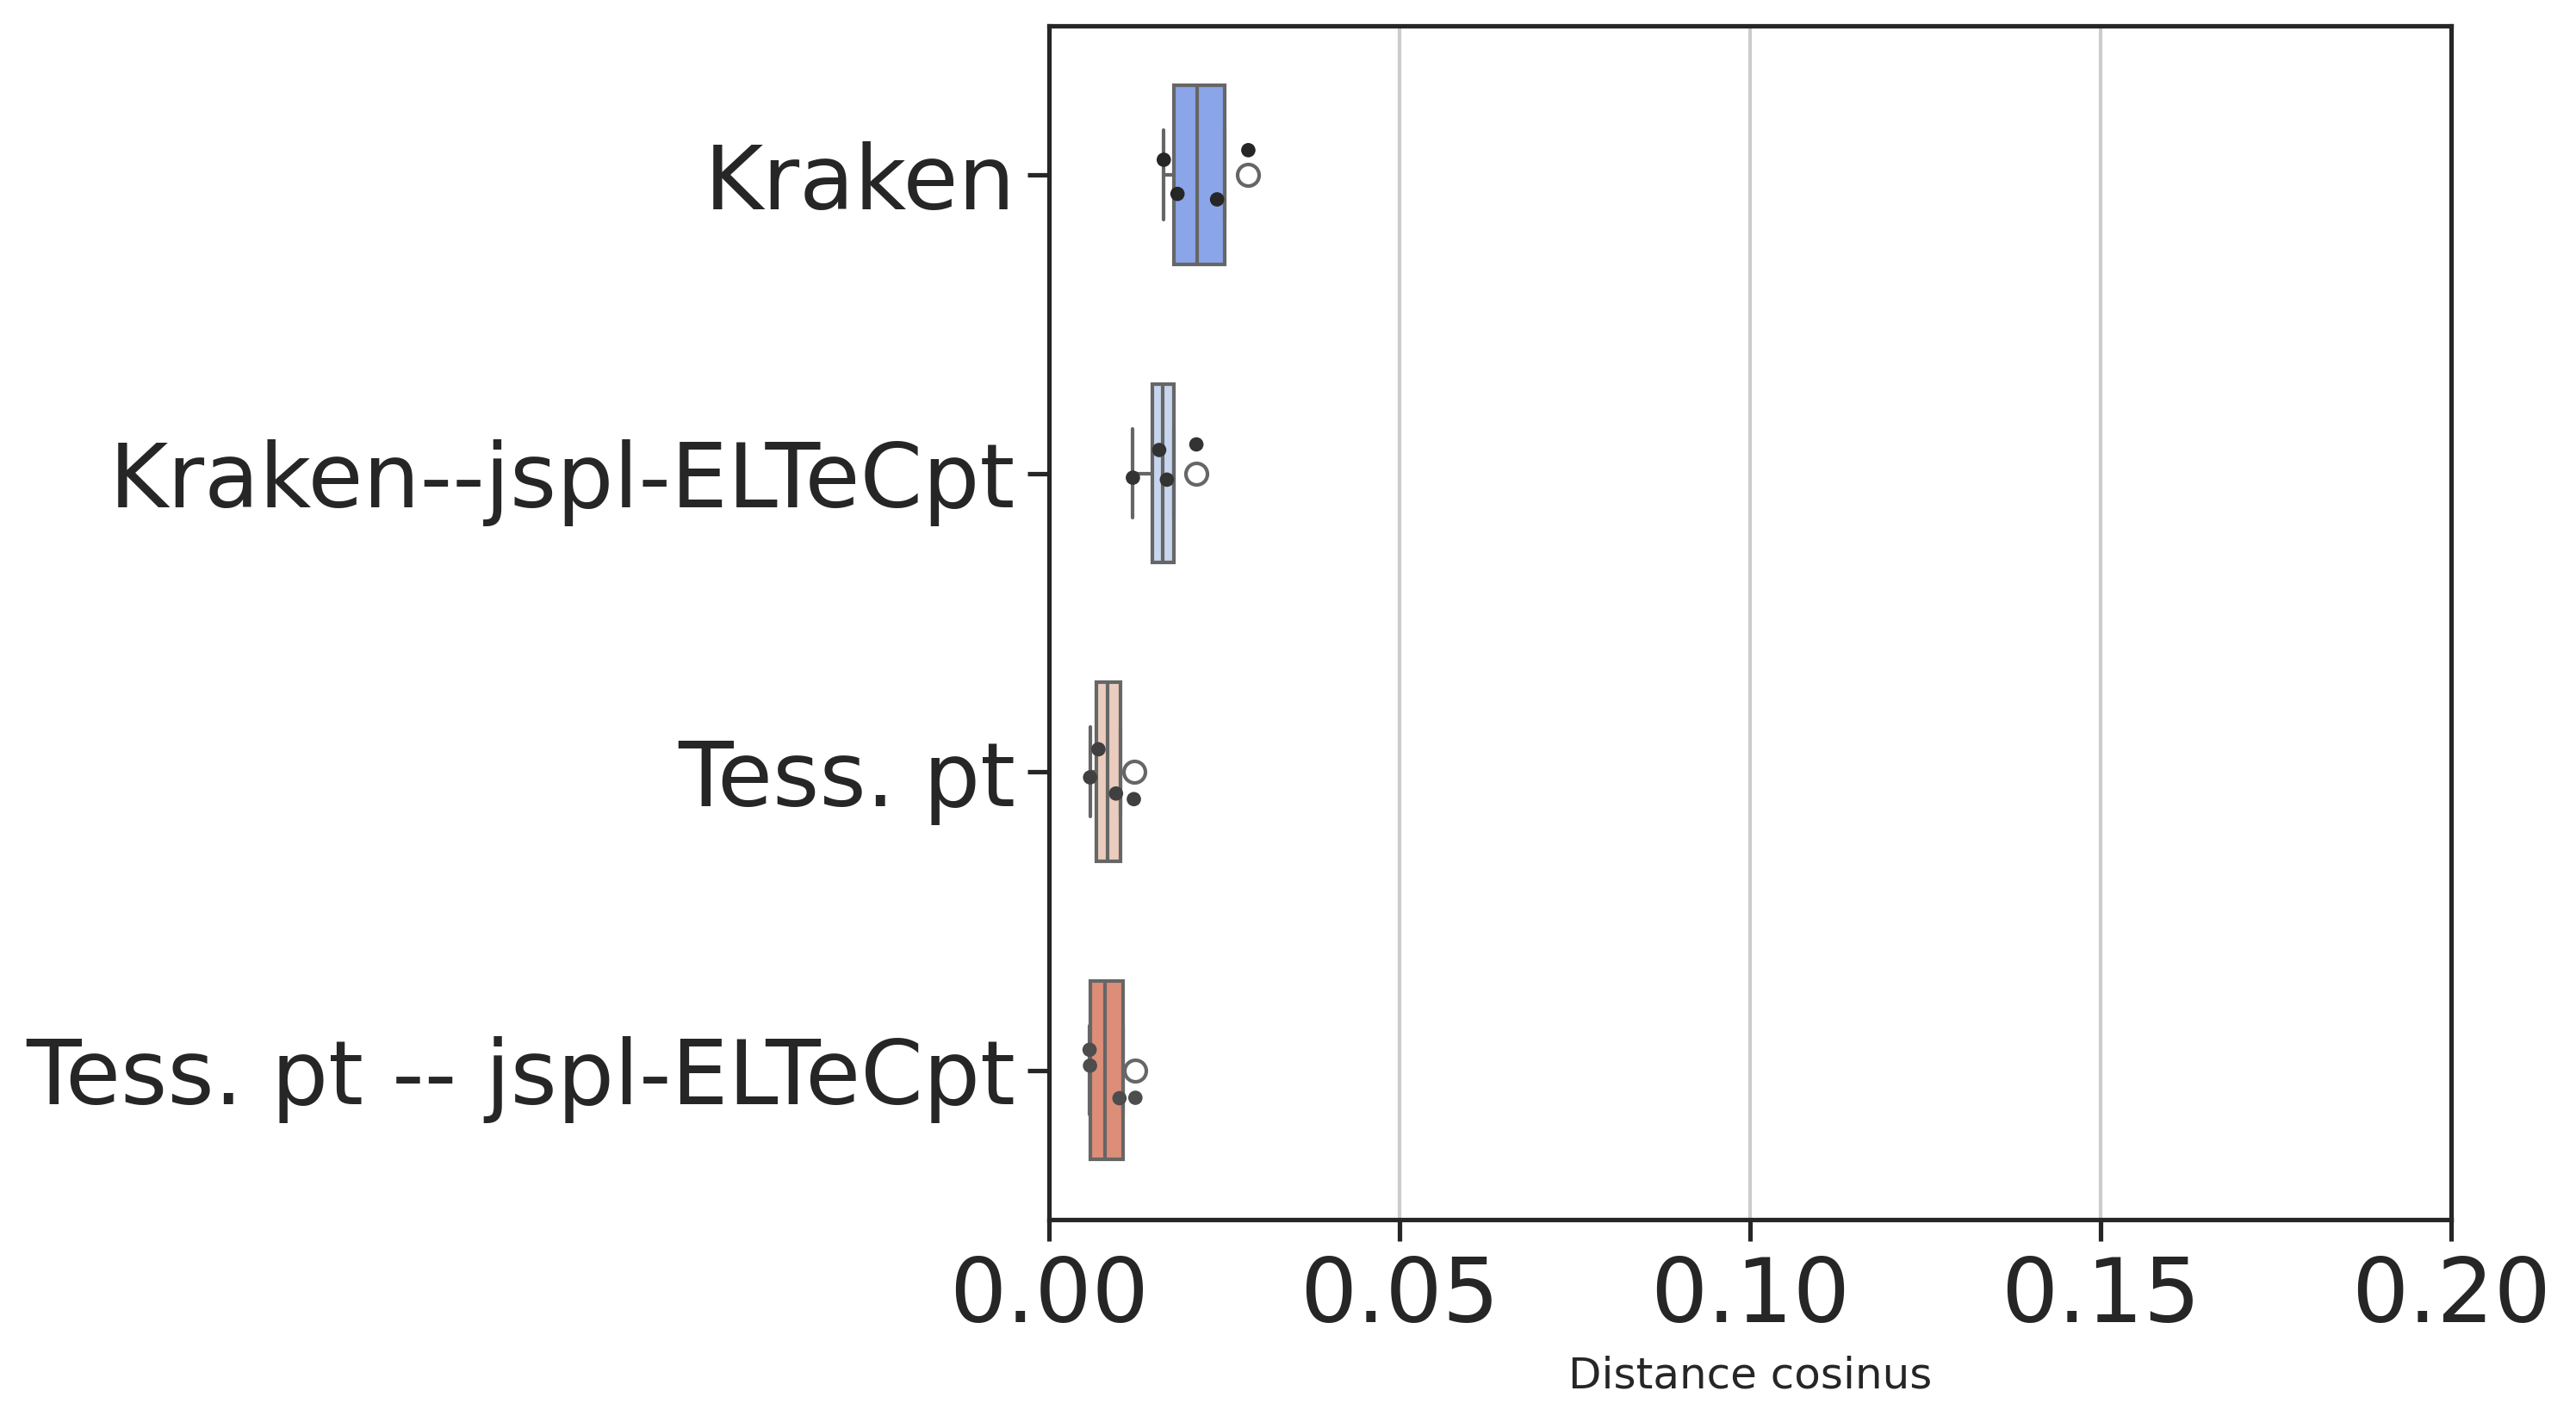 Kraken
Kraken--jspl-ELTeCpt
Tess. pt
Tess. pt -- jspl-ELTeCpt
0.00 0.05 0.10 0.15 0.20
Distance cosinus